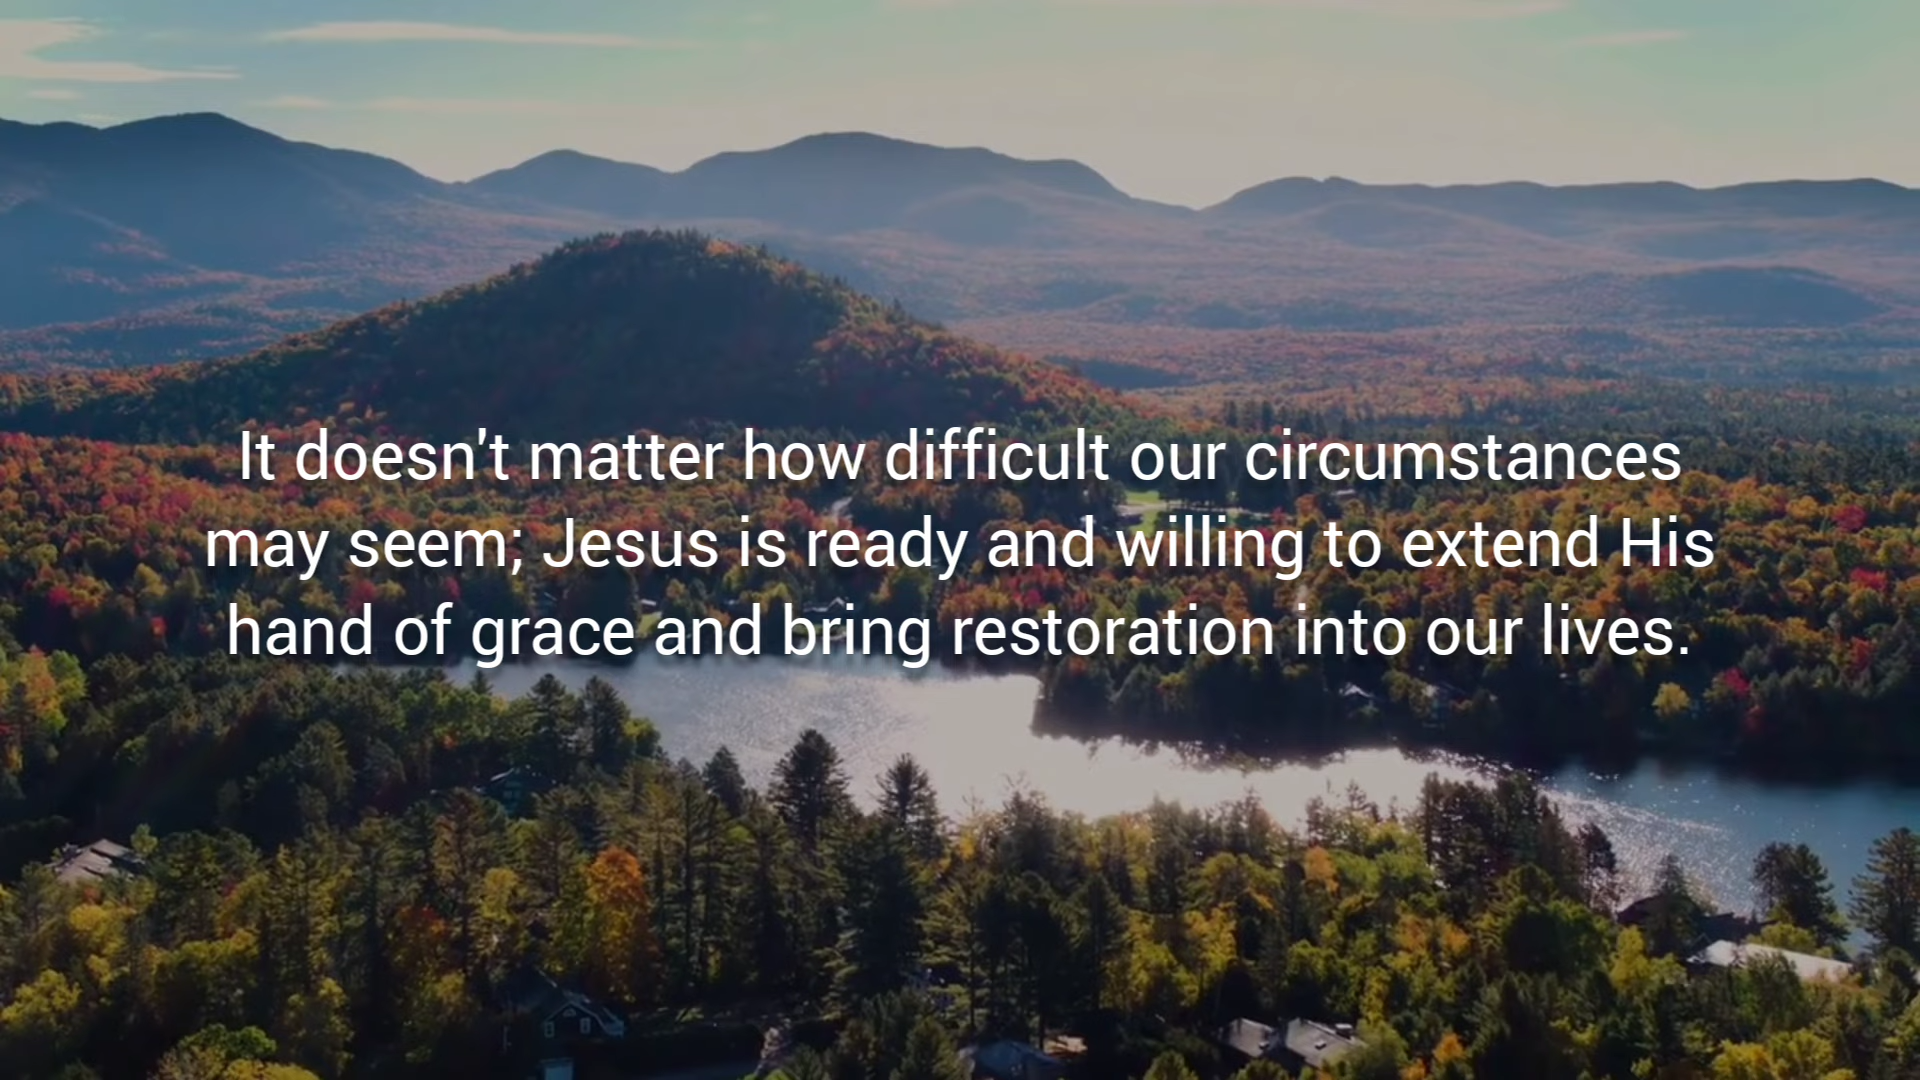 It doesn't matter how difficult our circumstances
may seem; Jesus is ready and willing to extend His
hand of grace and bring restoration into our lives.